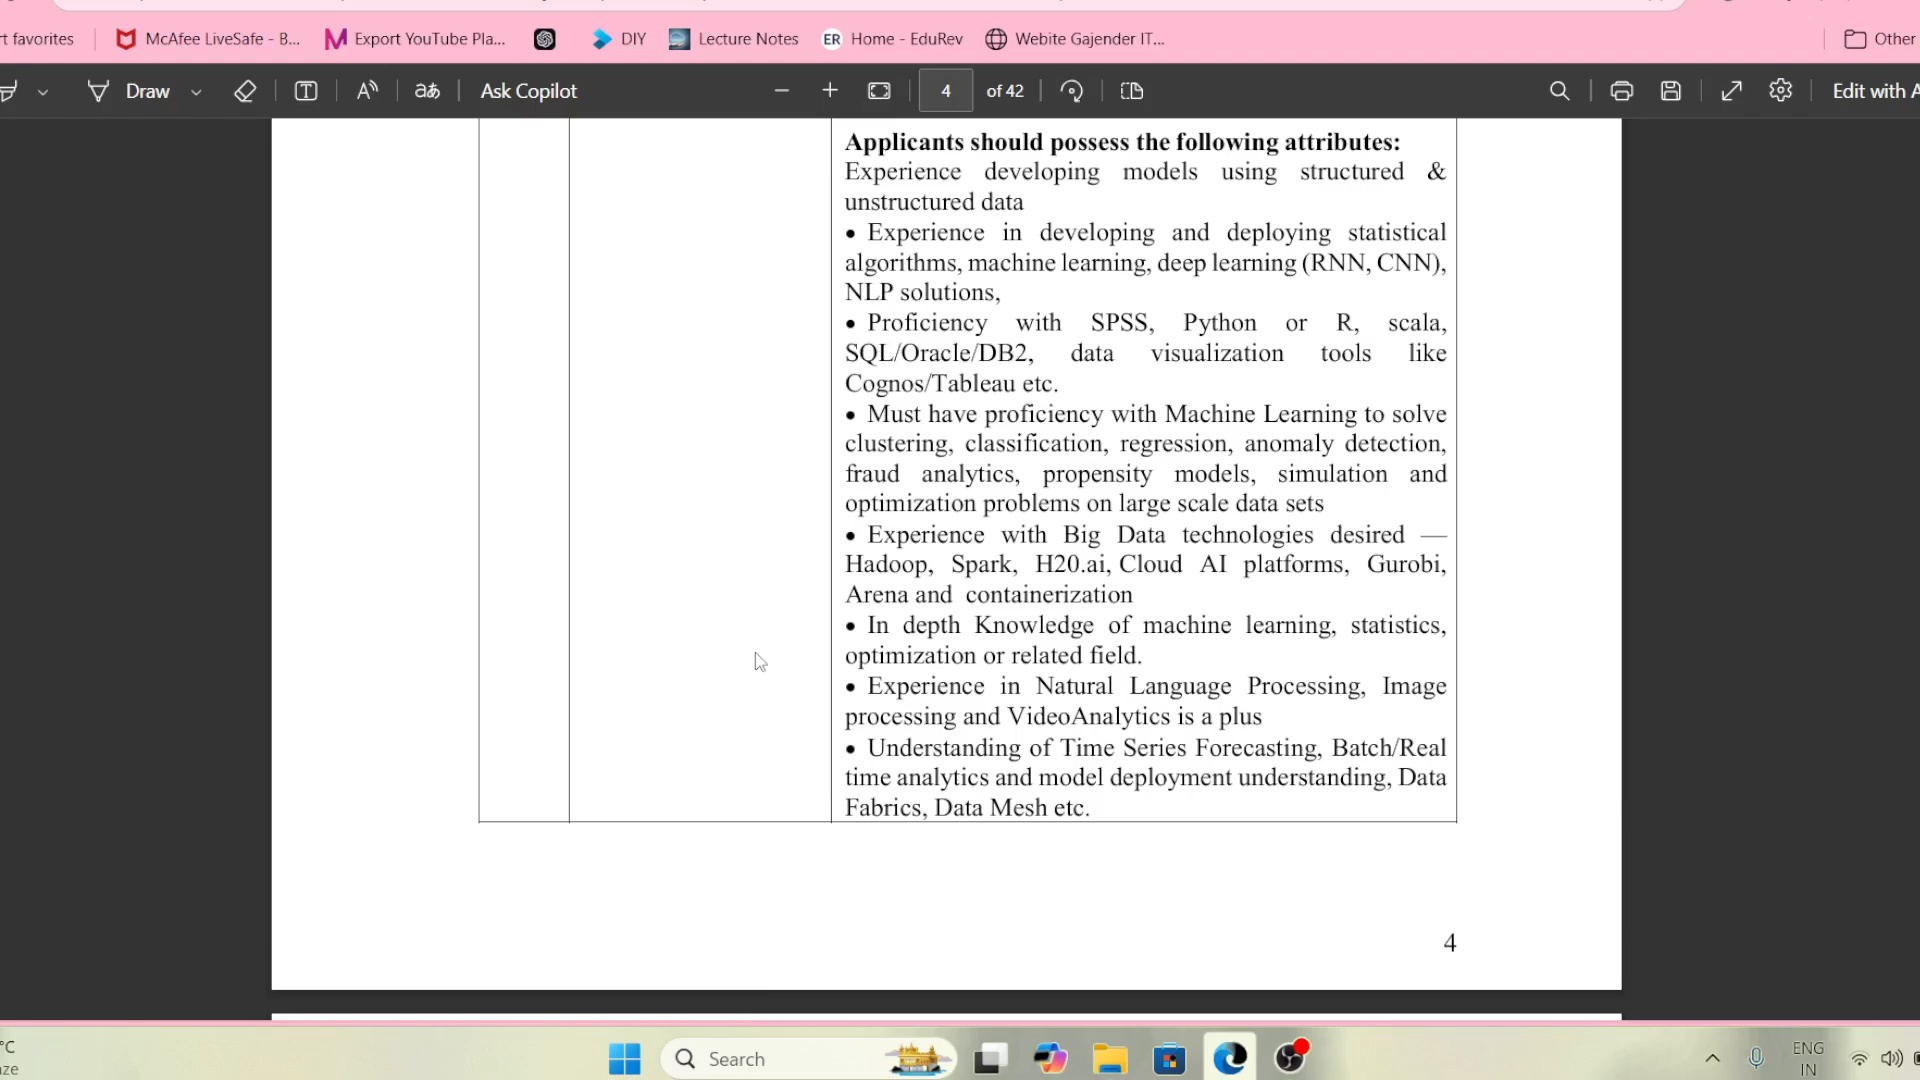 rt favorites
McAfee LiveSafe - B...
Export YouTube Pla...
DIY
Lecture Notes
ER Home - EduRev
Webite Gajender IT...
Other
Draw
T
A
aあ
Ask Copilot
4 of 42
Edit with A
Applicants should possess the following attributes:
Experience developing models using structured &
unstructured data
• Experience in developing and deploying statistical
algorithms, machine learning, deep learning (RNN, CNN),
NLP solutions,
• Proficiency with SPSS, Python or R, scala,
SQL/Oracle/DB2, data visualization tools like
Cognos/Tableau etc.
• Must have proficiency with Machine Learning to solve
clustering, classification, regression, anomaly detection,
fraud analytics, propensity models, simulation and
optimization problems on large scale data sets
• Experience with Big Data technologies desired —
Hadoop, Spark, H20.ai, Cloud AI platforms, Gurobi,
Arena and containerization
• In depth Knowledge of machine learning, statistics,
optimization or related field.
• Experience in Natural Language Processing, Image
processing and VideoAnalytics is a plus
• Understanding of Time Series Forecasting, Batch/Real
time analytics and model deployment understanding, Data
Fabrics, Data Mesh etc.
4
°C
aze
Search
ENG
IN